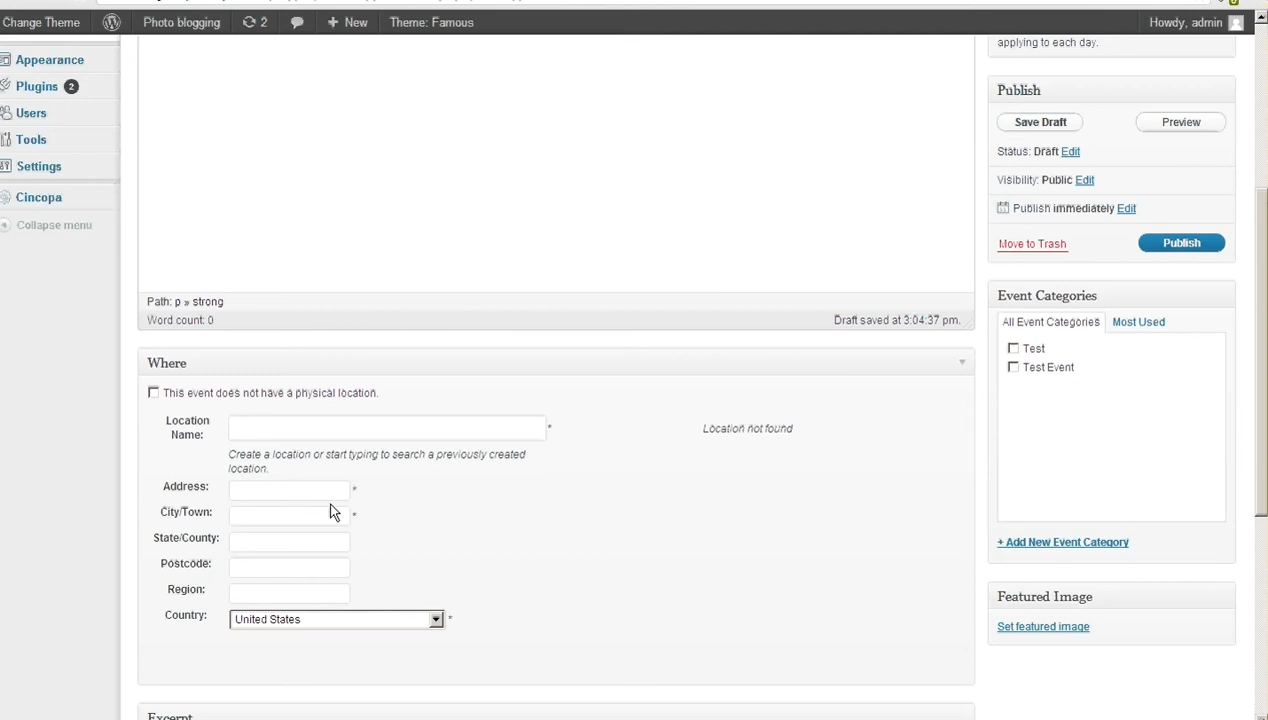 Change Theme Photo blogging 2 New Theme: Famous Howdy, admin
Appearance
Plugins 2
Users
Tools
Settings
Cincopa
Collapse menu
Path: p » strong
Word count: 0 Draft saved at 3:04:37 pm.
Where
This event does not have a physical location.
Location Name: * Location not found
Create a location or start typing to search a previously created
location.
Address: *
City/Town: *
State/County:
Postcode:
Region:
Country: United States *
Excerpt
applying to each day.
Publish
Save Draft Preview
Status: Draft Edit
Visibility: Public Edit
Publish immediately Edit
Move to Trash Publish
Event Categories
All Event Categories Most Used
Test
Test Event
+ Add New Event Category
Featured Image
Set featured image